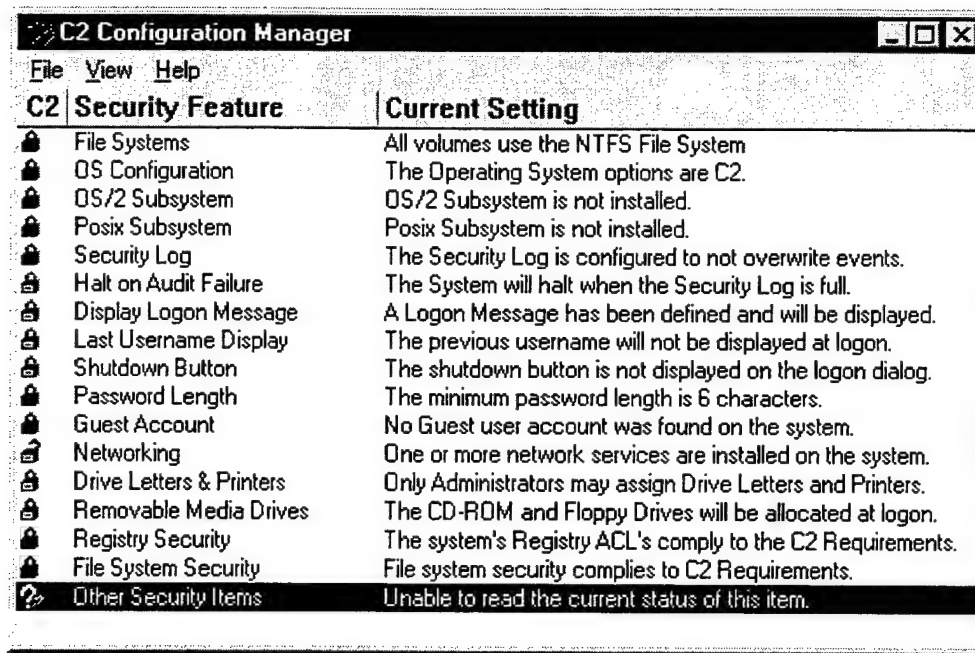 C2 Configuration Manager
File View Help
C2 Security Feature Current Setting
File Systems All volumes use the NTFS File System
OS Configuration The Operating System options are C2.
OS/2 Subsystem OS/2 Subsystem is not installed.
Posix Subsystem Posix Subsystem is not installed.
Security Log The Security Log is configured to not overwrite events.
Halt on Audit Failure The System will halt when the Security Log is full.
Display Logon Message A Logon Message has been defined and will be displayed.
Last Username Display The previous username will not be displayed at logon.
Shutdown Button The shutdown button is not displayed on the logon dialog.
Password Length The minimum password length is 6 characters.
Guest Account No Guest user account was found on the system.
Networking One or more network services are installed on the system.
Drive Letters & Printers Only Administrators may assign Drive Letters and Printers.
Removable Media Drives The CD-ROM and Floppy Drives will be allocated at logon.
Registry Security The system's Registry ACL's comply to the C2 Requirements.
File System Security File system security complies to C2 Requirements.
Other Security Items Unable to read the current status of this item.